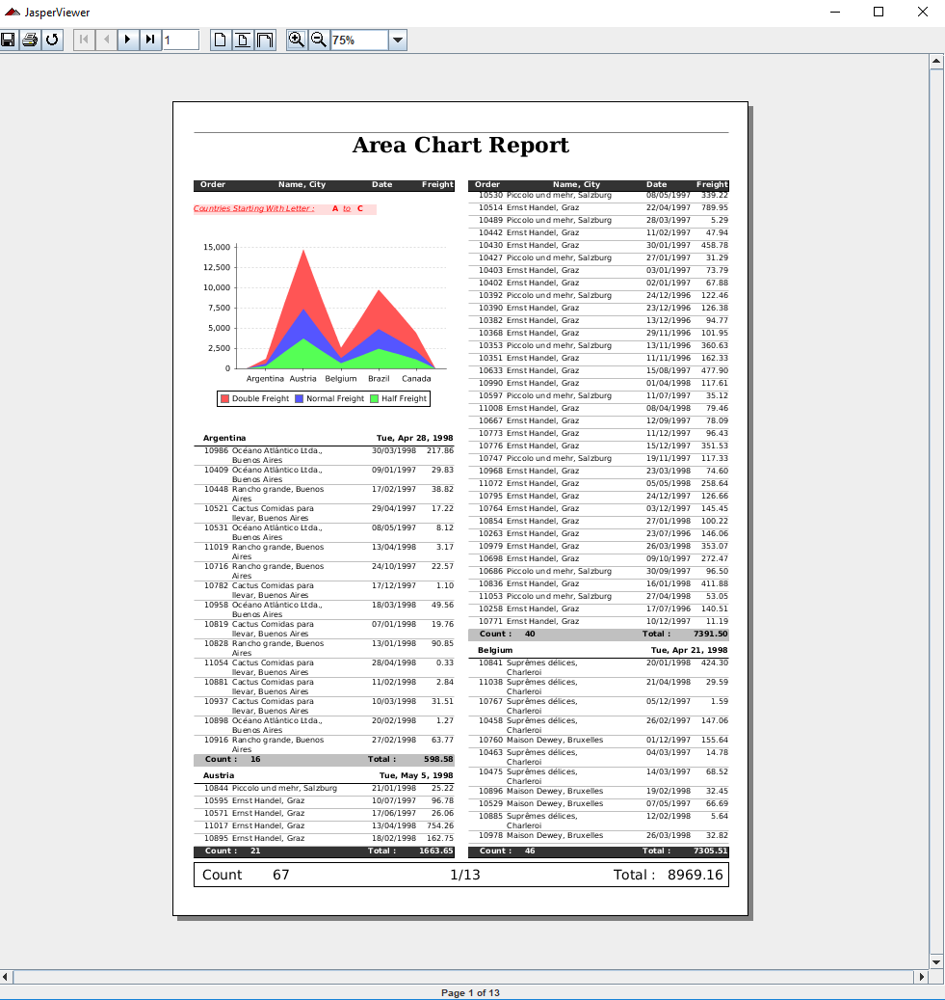 JasperViewer
1
75%
Area Chart Report
Order Name, City Date Freight
Countries Starting With Letter : A to C
15,000
12,500
10,000
7,500
5,000
2,500
0
Argentina Austria Belgium Brazil Canada
Double Freight Normal Freight Half Freight
Argentina Tue, Apr 28, 1998
10986 Océano Atlántico Ltda., 30/03/1998 217.86
Buenos Aires
10409 Océano Atlántico Ltda., 09/01/1997 29.83
Buenos Aires
10448 Rancho grande, Buenos 17/02/1997 38.82
Aires
10521 Cactus Comidas para 29/04/1997 17.22
llevar, Buenos Aires
10531 Océano Atlántico Ltda., 08/05/1997 8.12
Buenos Aires
11019 Rancho grande, Buenos 13/04/1998 3.17
Aires
10716 Rancho grande, Buenos 24/10/1997 22.57
Aires
10782 Cactus Comidas para 17/12/1997 1.10
llevar, Buenos Aires
10958 Océano Atlántico Ltda., 18/03/1998 49.56
Buenos Aires
10819 Cactus Comidas para 07/01/1998 19.76
llevar, Buenos Aires
10828 Rancho grande, Buenos 13/01/1998 90.85
Aires
11054 Cactus Comidas para 28/04/1998 0.33
llevar, Buenos Aires
10881 Cactus Comidas para 11/02/1998 2.84
llevar, Buenos Aires
10937 Cactus Comidas para 10/03/1998 31.51
llevar, Buenos Aires
10898 Océano Atlántico Ltda., 20/02/1998 1.27
Buenos Aires
10916 Rancho grande, Buenos 27/02/1998 63.77
Aires
Count : 16 Total : 598.58
Austria Tue, May 5, 1998
10844 Piccolo und mehr, Salzburg 21/01/1998 25.22
10595 Ernst Handel, Graz 10/07/1997 96.78
10571 Ernst Handel, Graz 17/06/1997 26.06
11017 Ernst Handel, Graz 13/04/1998 754.26
10895 Ernst Handel, Graz 18/02/1998 162.75
Count : 21 Total : 1663.65
Order Name, City Date Freight
10530 Piccolo und mehr, Salzburg 08/05/1997 339.22
10514 Ernst Handel, Graz 22/04/1997 789.95
10489 Piccolo und mehr, Salzburg 28/03/1997 5.29
10442 Ernst Handel, Graz 11/02/1997 47.94
10430 Ernst Handel, Graz 30/01/1997 458.78
10427 Piccolo und mehr, Salzburg 27/01/1997 31.29
10403 Ernst Handel, Graz 03/01/1997 73.79
10402 Ernst Handel, Graz 02/01/1997 67.88
10392 Piccolo und mehr, Salzburg 24/12/1996 122.46
10390 Ernst Handel, Graz 23/12/1996 126.38
10382 Ernst Handel, Graz 13/12/1996 94.77
10368 Ernst Handel, Graz 29/11/1996 101.95
10353 Piccolo und mehr, Salzburg 13/11/1996 360.63
10351 Ernst Handel, Graz 11/11/1996 162.33
10633 Ernst Handel, Graz 15/08/1997 477.90
10990 Ernst Handel, Graz 01/04/1998 117.61
10597 Piccolo und mehr, Salzburg 11/07/1997 35.12
11008 Ernst Handel, Graz 08/04/1998 79.46
10667 Ernst Handel, Graz 12/09/1997 78.09
10773 Ernst Handel, Graz 11/12/1997 96.43
10776 Ernst Handel, Graz 15/12/1997 351.53
10747 Piccolo und mehr, Salzburg 19/11/1997 117.33
10968 Ernst Handel, Graz 23/03/1998 74.60
11072 Ernst Handel, Graz 05/05/1998 258.64
10795 Ernst Handel, Graz 24/12/1997 126.66
10764 Ernst Handel, Graz 03/12/1997 145.45
10854 Ernst Handel, Graz 27/01/1998 100.22
10263 Ernst Handel, Graz 23/07/1996 146.06
10979 Ernst Handel, Graz 26/03/1998 353.07
10698 Ernst Handel, Graz 09/10/1997 272.47
10686 Piccolo und mehr, Salzburg 30/09/1997 96.50
10836 Ernst Handel, Graz 16/01/1998 411.88
11053 Piccolo und mehr, Salzburg 27/04/1998 53.05
10258 Ernst Handel, Graz 17/07/1996 140.51
10771 Ernst Handel, Graz 10/12/1997 11.19
Count : 40 Total : 7391.50
Belgium Tue, Apr 21, 1998
10841 Suprêmes délices, 20/01/1998 424.30
Charleroi
11038 Suprêmes délices, 21/04/1998 29.59
Charleroi
10767 Suprêmes délices, 05/12/1997 1.59
Charleroi
10458 Suprêmes délices, 26/02/1997 147.06
Charleroi
10760 Maison Dewey, Bruxelles 01/12/1997 155.64
10463 Suprêmes délices, 04/03/1997 14.78
Charleroi
10475 Suprêmes délices, 14/03/1997 68.52
Charleroi
10896 Maison Dewey, Bruxelles 19/02/1998 32.45
10529 Maison Dewey, Bruxelles 07/05/1997 66.69
10885 Suprêmes délices, 12/02/1998 5.64
Charleroi
10978 Maison Dewey, Bruxelles 26/03/1998 32.82
Count : 46 Total : 7305.51
Count 67 1/13 Total : 8969.16
Page 1 of 13